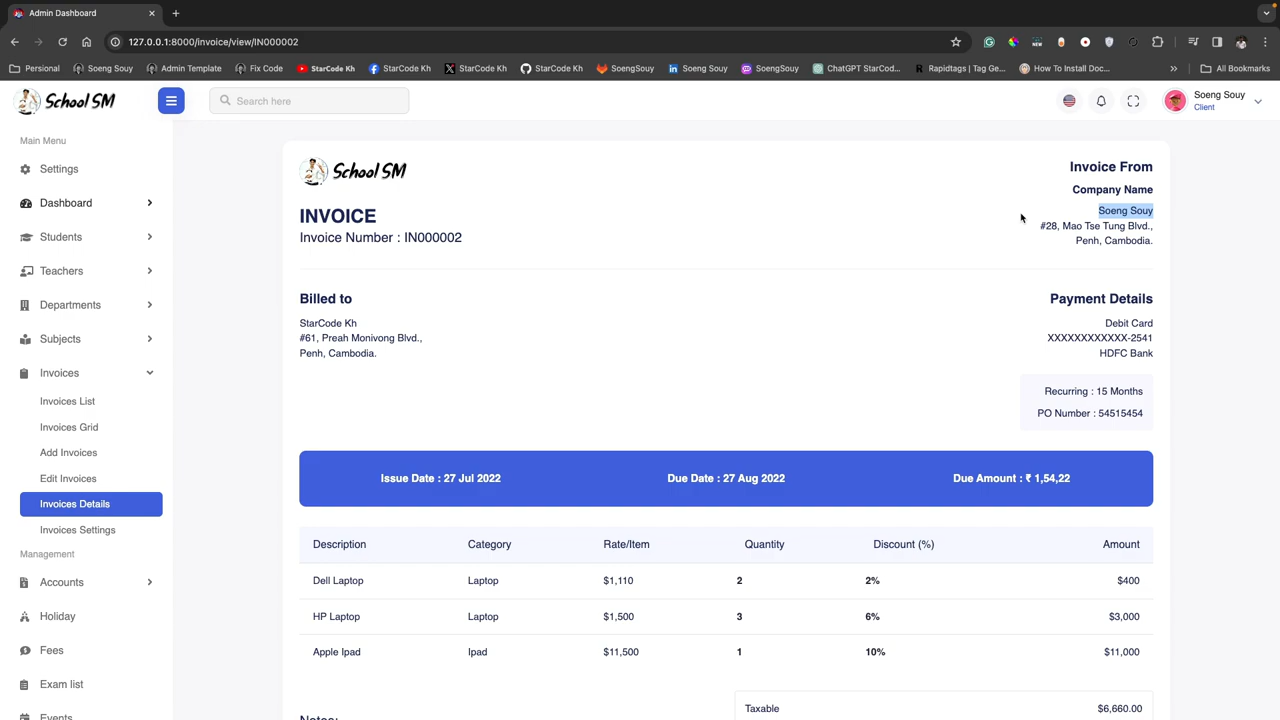 Admin Dashboard
127.0.0.1:8000/invoice/view/IN000002
Personal
Soeng Souy
Admin Template
Fix Code
StarCode Kh
StarCode Kh
StarCode Kh
StarCode Kh
SoengSouy
Soeng Souy
SoengSouy
ChatGPT StarCod...
Rapidtags | Tag Ge...
How To Install Doc...
»
All Bookmarks
School SM
Search here
Soeng Souy
Client
Main Menu
Settings
Dashboard
Students
Teachers
Departments
Subjects
Invoices
Invoices List
Invoices Grid
Add Invoices
Edit Invoices
Invoices Details
Invoices Settings
Management
Accounts
Holiday
Fees
Exam list
Events
School SM
INVOICE
Invoice Number : IN000002
Invoice From
Company Name
Soeng Souy
#28, Mao Tse Tung Blvd.,
Penh, Cambodia.
Billed to
StarCode Kh
#61, Preah Monivong Blvd.,
Penh, Cambodia.
Payment Details
Debit Card
XXXXXXXXXXXX-2541
HDFC Bank
Recurring : 15 Months
PO Number : 54515454
Issue Date : 27 Jul 2022 Due Date : 27 Aug 2022 Due Amount : ₹ 1,54,22
Description Category Rate/Item Quantity Discount (%) Amount
Dell Laptop Laptop $1,110 2 2% $400
HP Laptop Laptop $1,500 3 6% $3,000
Apple Ipad Ipad $11,500 1 10% $11,000
Notes:
Taxable $6,660.00